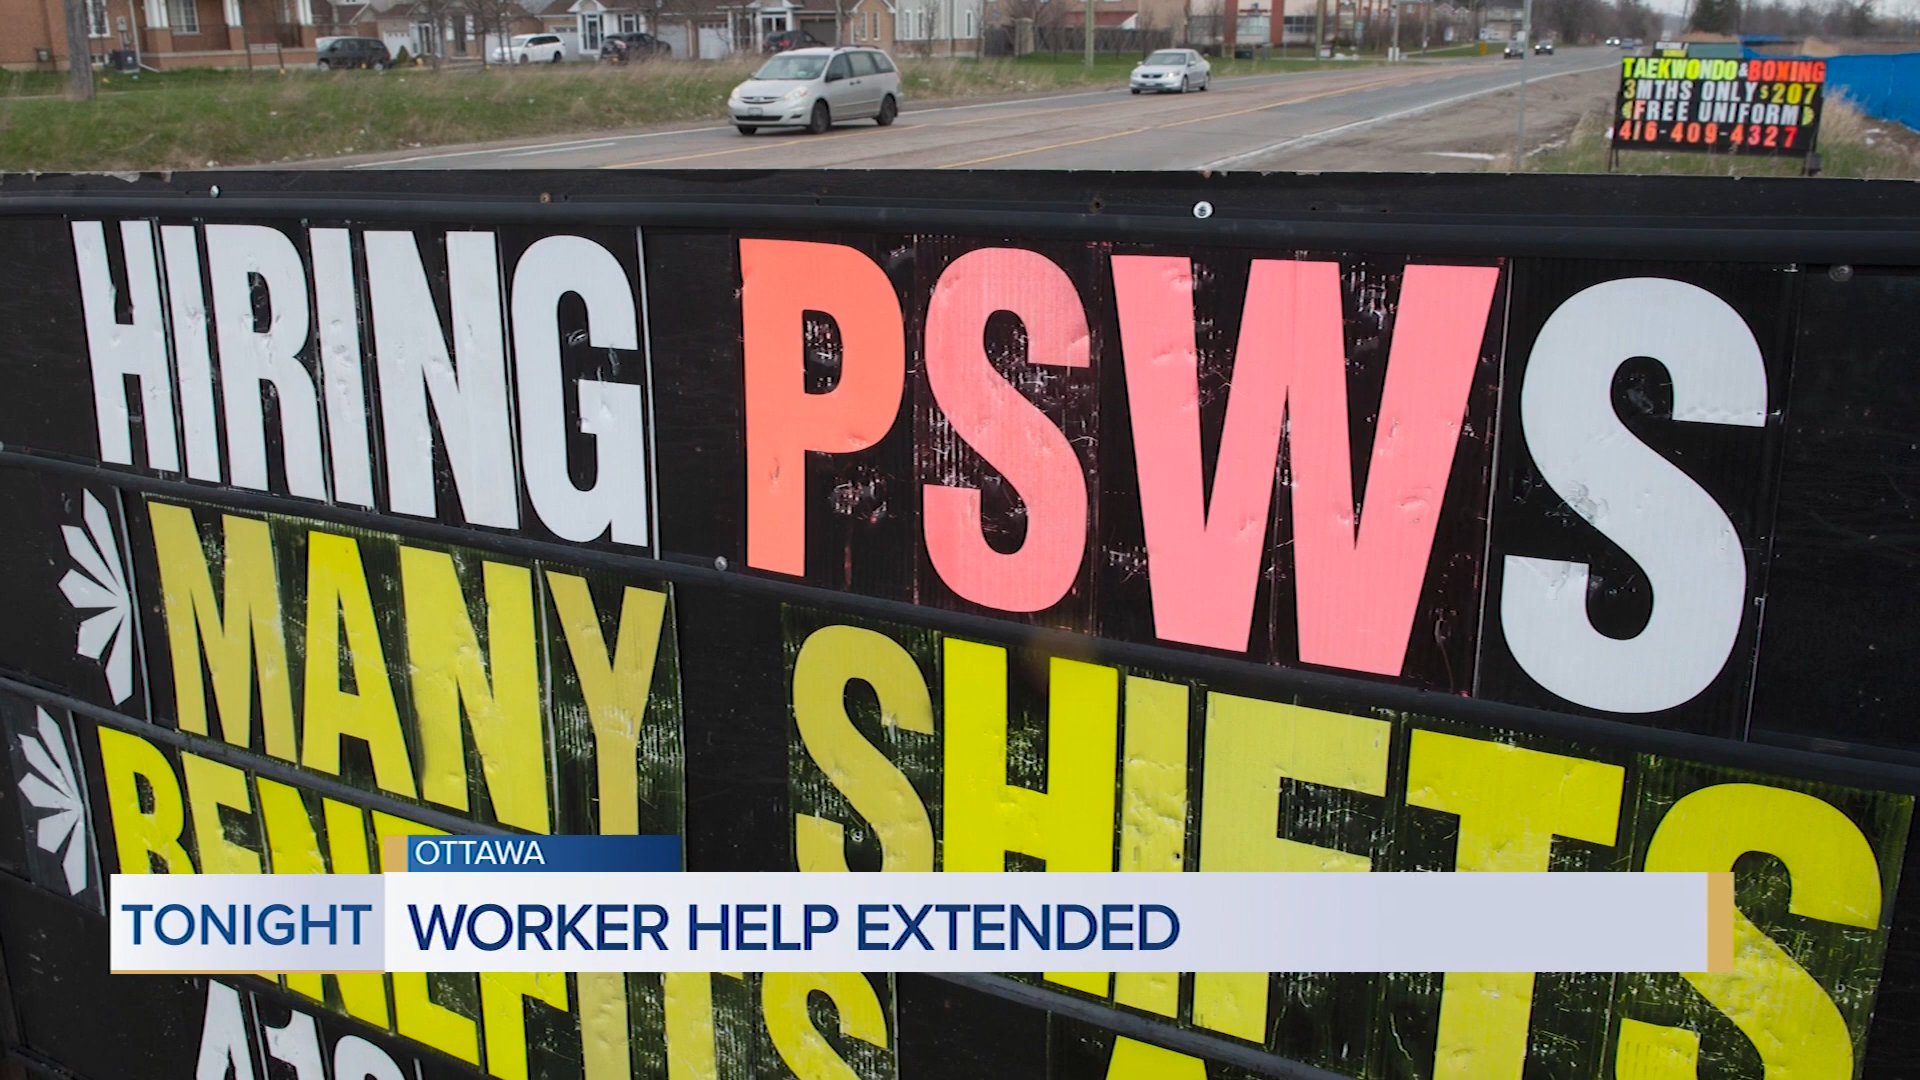 TAEKWONDO & BOXING
3MTHS ONLY $207
FREE UNIFORM
416-409-4327
HIRING PSWS
MANY SHIFTS
BENEFITS
OTTAWA
TONIGHT
WORKER HELP EXTENDED